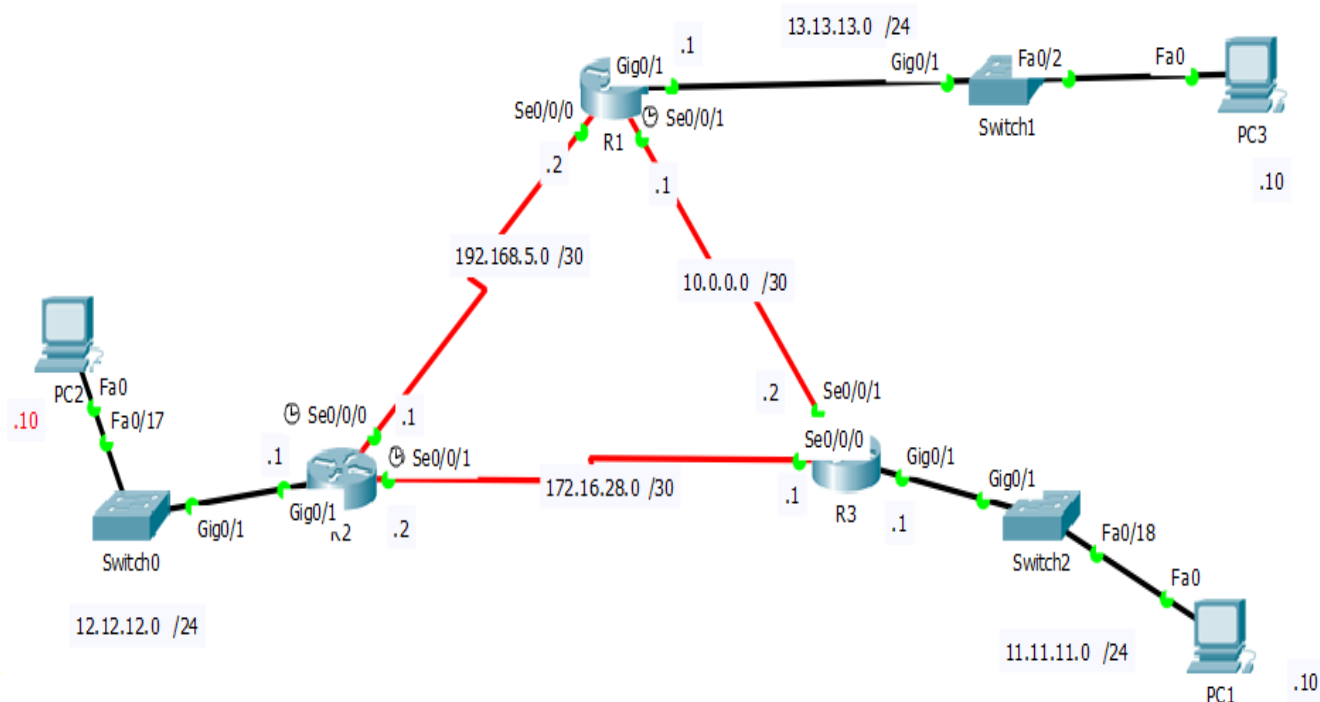 13.13.13.0 /24
.1
Gig0/1
Gig0/1
Fa0/2
Fa0
Se0/0/0
Se0/0/1
R1
Switch1
PC3
.2
.1
.10
192.168.5.0 /30
10.0.0.0 /30
PC2
Fa0
.10
Fa0/17
Se0/0/0
.1
.2
Se0/0/1
.1
Se0/0/1
Se0/0/0
Gig0/1
172.16.28.0 /30
.1
Gig0/1
Gig0/1
Gig0/1
R2
.2
R3
.1
Switch0
Switch2
Fa0/18
Fa0
12.12.12.0 /24
11.11.11.0 /24
PC1
.10